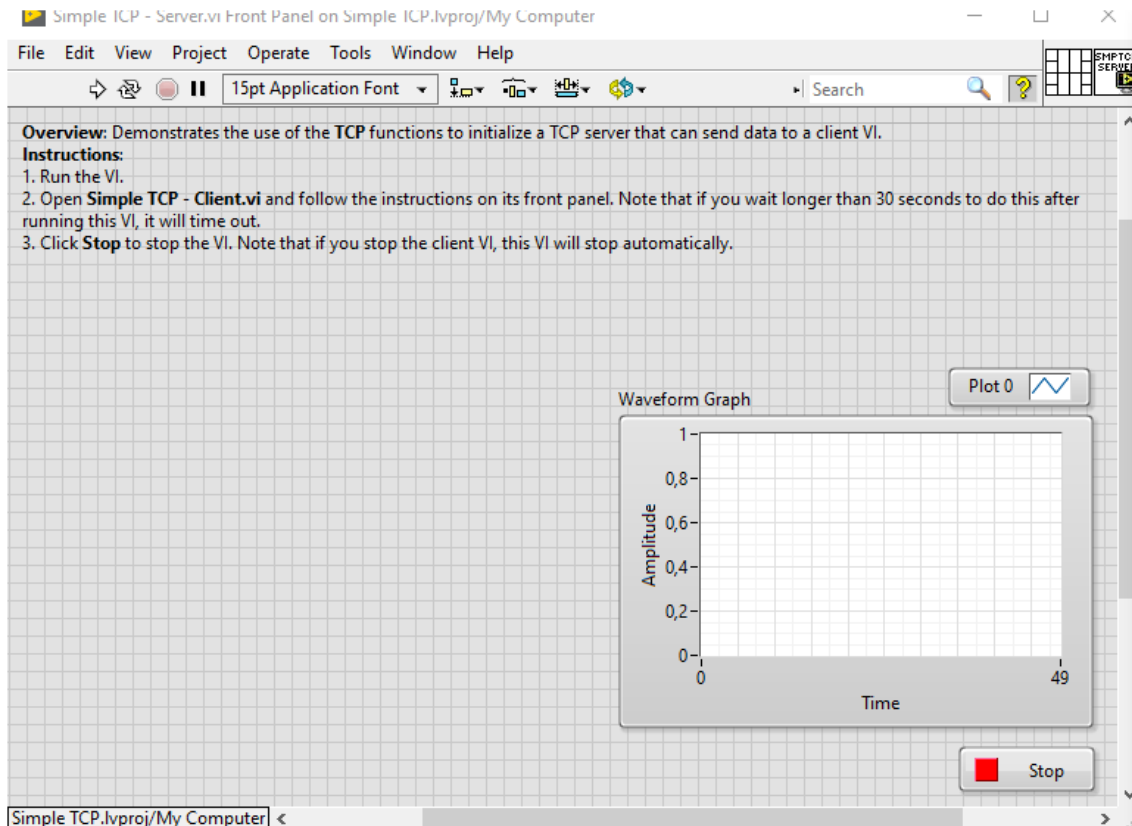 Simple TCP - Server.vi Front Panel on Simple TCP.lvproj/My Computer
File Edit View Project Operate Tools Window Help
15pt Application Font
Search
SMPTC
SERVER
Overview: Demonstrates the use of the TCP functions to initialize a TCP server that can send data to a client VI.
Instructions:
1. Run the VI.
2. Open Simple TCP - Client.vi and follow the instructions on its front panel. Note that if you wait longer than 30 seconds to do this after
running this VI, it will time out.
3. Click Stop to stop the VI. Note that if you stop the client VI, this VI will stop automatically.
Plot 0
Waveform Graph
1
0,8
0,6
0,4
0,2
0
Amplitude
0 49
Time
Stop
Simple TCP.lvproj/My Computer